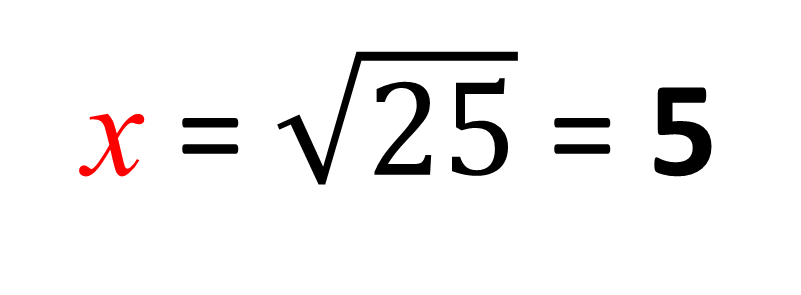 x = √25 = 5